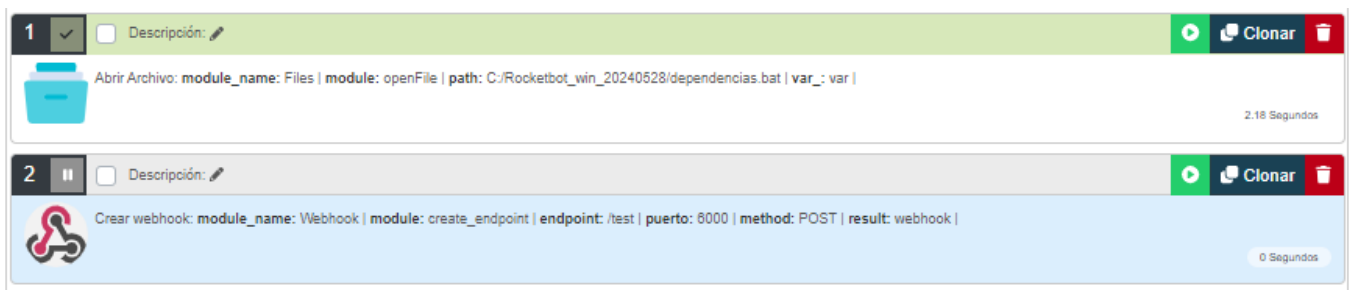 1 Descripción: Clonar
Abrir Archivo: module_name: Files | module: openFile | path: C:/Rocketbot_win_20240528/dependencias.bat | var_: var |
2.18 Segundos
2 Descripción: Clonar
Crear webhook: module_name: Webhook | module: create_endpoint | endpoint: /test | puerto: 6000 | method: POST | result: webhook |
0 Segundos